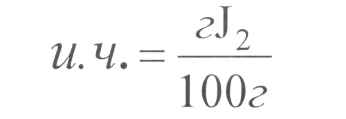 и.ч. = гJ₂ / 100г